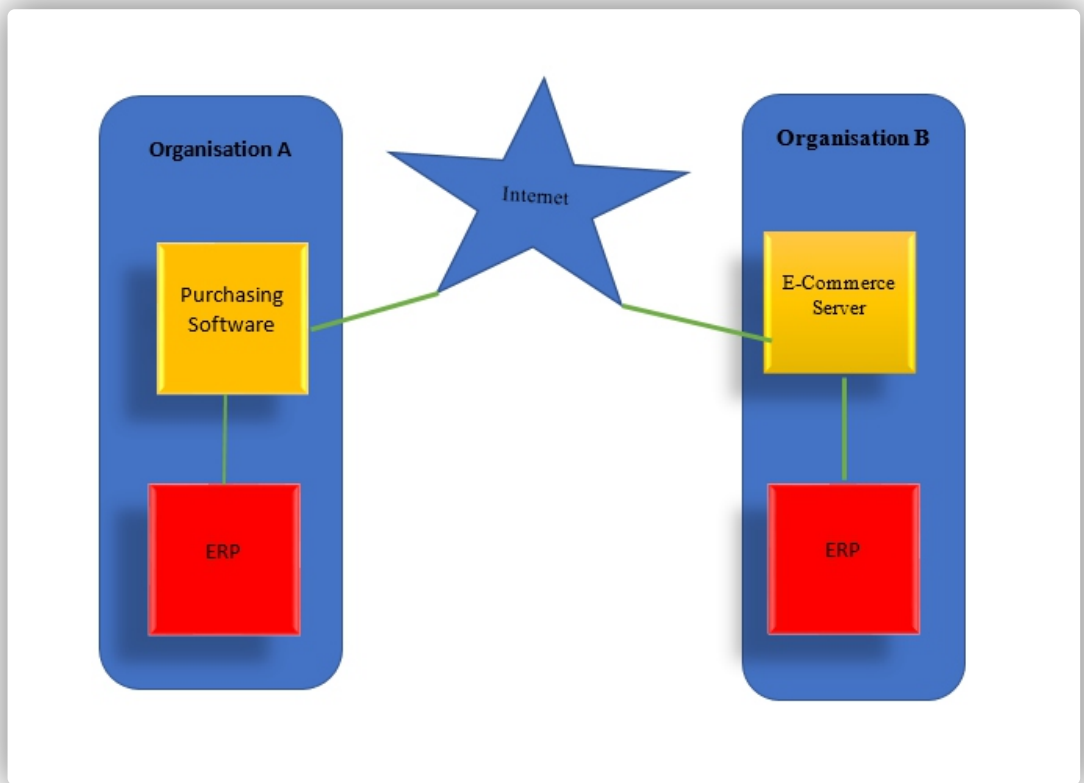 Organisation A
Purchasing
Software
ERP
Internet
Organisation B
E-Commerce
Server
ERP